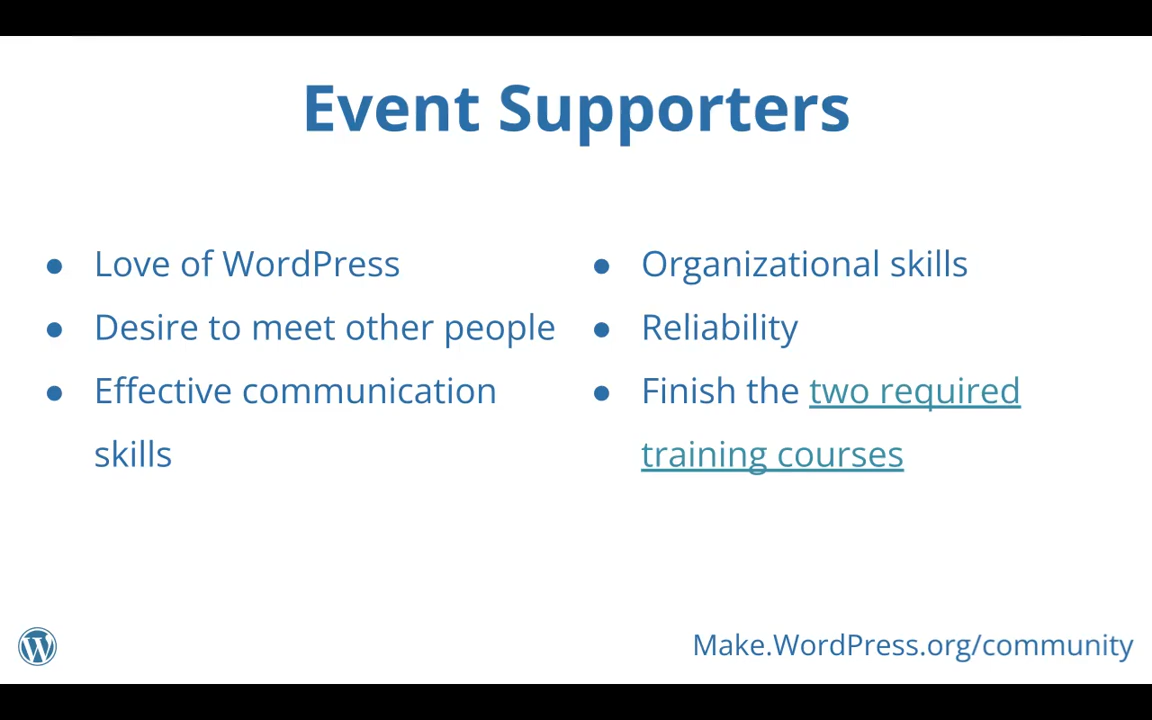 Event Supporters
● Love of WordPress
● Desire to meet other people
● Effective communication
skills
● Organizational skills
● Reliability
● Finish the two required
training courses
Make.WordPress.org/community